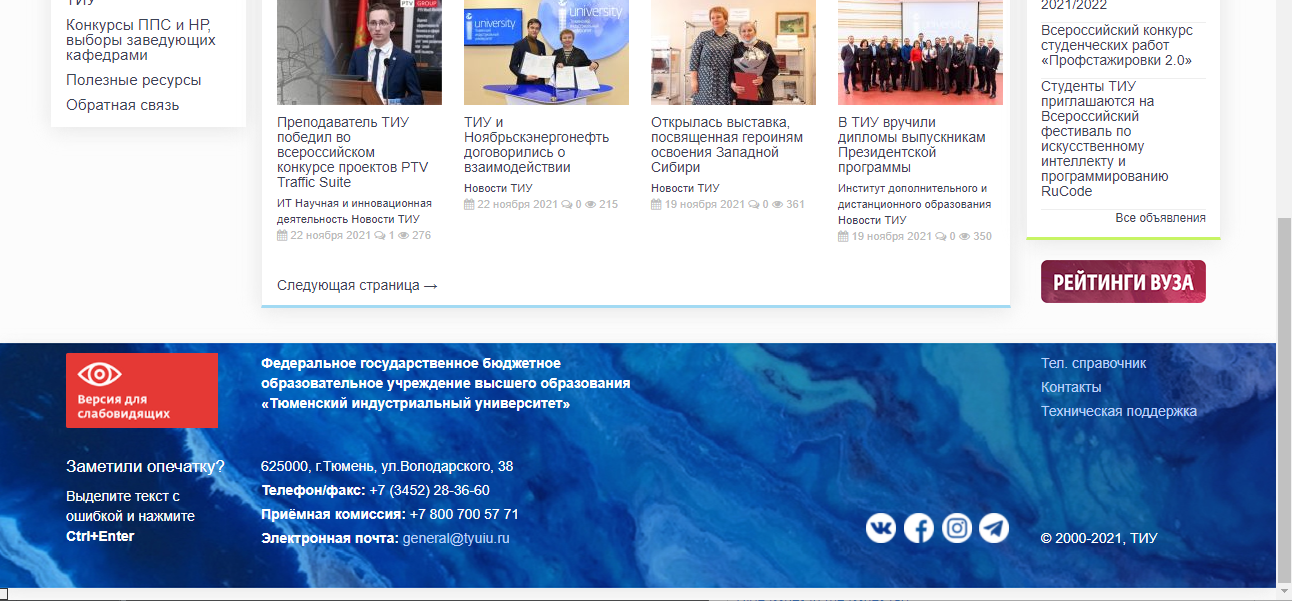 ТИУ
Конкурсы ППС и НР,
выборы заведующих
кафедрами
Полезные ресурсы
Обратная связь
PTV GROUP
university
university
Преподаватель ТИУ
победил во
всероссийском
конкурсе проектов PTV
Traffic Suite
ИТ Научная и инновационная
деятельность Новости ТИУ
22 ноября 2021 1 276
ТИУ и
Ноябрьскэнергонефть
договорились о
взаимодействии
Новости ТИУ
22 ноября 2021 0 215
Открылась выставка,
посвященная героиням
освоения Западной
Сибири
Новости ТИУ
19 ноября 2021 0 361
В ТИУ вручили
дипломы выпускникам
Президентской
программы
Институт дополнительного и
дистанционного образования
Новости ТИУ
19 ноября 2021 0 350
Следующая страница →
2021/2022
Всероссийский конкурс
студенческих работ
«Профстажировки 2.0»
Студенты ТИУ
приглашаются на
Всероссийский
фестиваль по
искусственному
интеллекту и
программированию
RuCode
Все объявления
РЕЙТИНГИ ВУЗА
Версия для
слабовидящих
Заметили опечатку?
Выделите текст с
ошибкой и нажмите
Ctrl+Enter
Федеральное государственное бюджетное
образовательное учреждение высшего образования
«Тюменский индустриальный университет»
625000, г.Тюмень, ул.Володарского, 38
Телефон/факс: +7 (3452) 28-36-60
Приёмная комиссия: +7 800 700 57 71
Электронная почта: general@tyuiu.ru
Тел. справочник
Контакты
Техническая поддержка
© 2000-2021, ТИУ